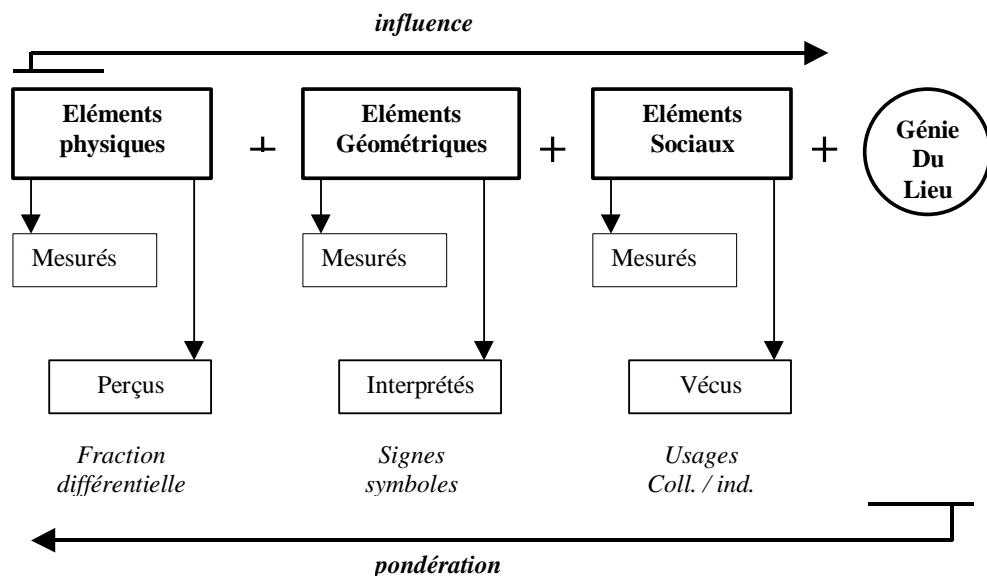 influence
Eléments
physiques
+
Eléments
Géométriques
+
Eléments
Sociaux
+
Génie
Du
Lieu
Mesurés
Mesurés
Mesurés
Perçus
Interprétés
Vécus
Fraction
différentielle
Signes
symboles
Usages
Coll. / ind.
pondération